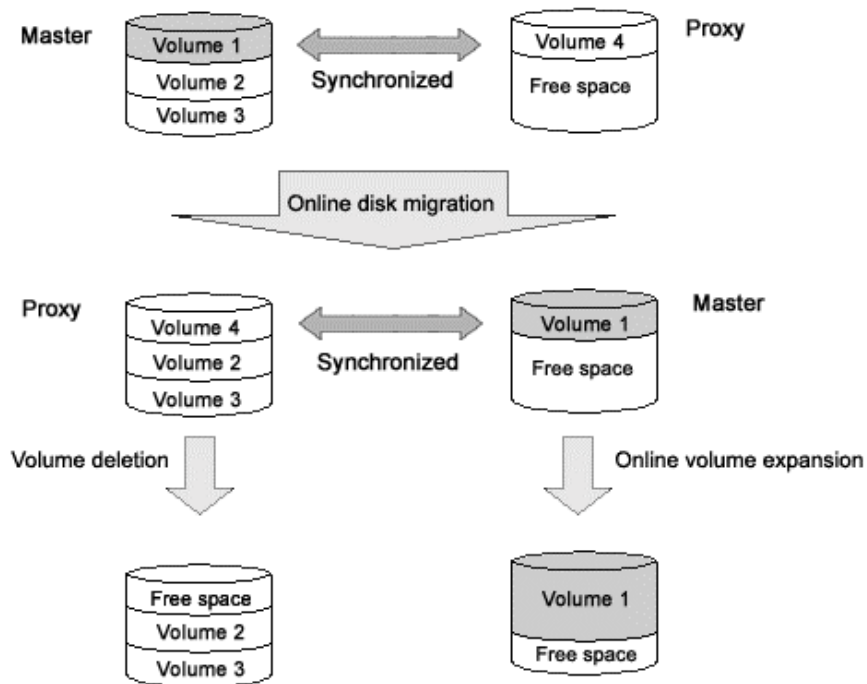 Master
Volume 1
Volume 2
Volume 3
Synchronized
Volume 4
Free space
Proxy
Online disk migration
Proxy
Volume 4
Volume 2
Volume 3
Synchronized
Volume 1
Free space
Master
Volume deletion
Online volume expansion
Free space
Volume 2
Volume 3
Volume 1
Free space